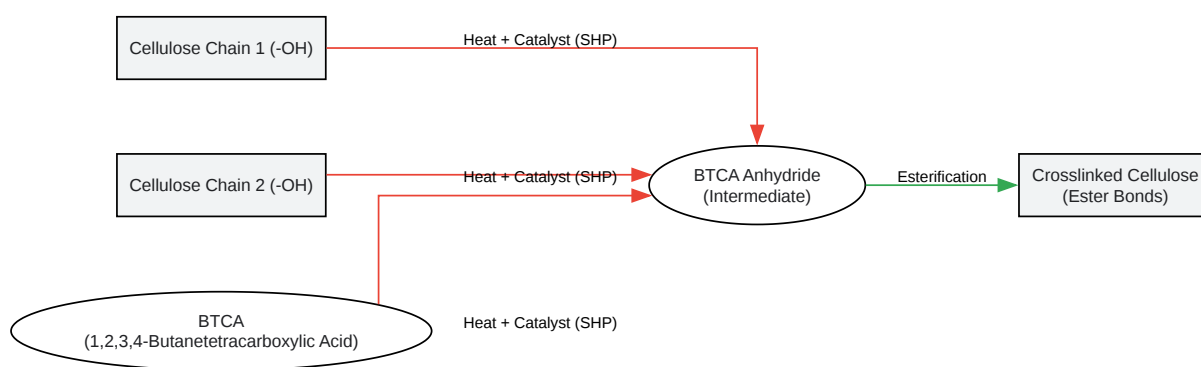 Cellulose Chain 1 (-OH)
Heat + Catalyst (SHP)
Cellulose Chain 2 (-OH)
Heat + Catalyst (SHP)
BTCA Anhydride
(Intermediate)
Esterification
Crosslinked Cellulose
(Ester Bonds)
BTCA
(1,2,3,4-Butanetetracarboxylic Acid)
Heat + Catalyst (SHP)